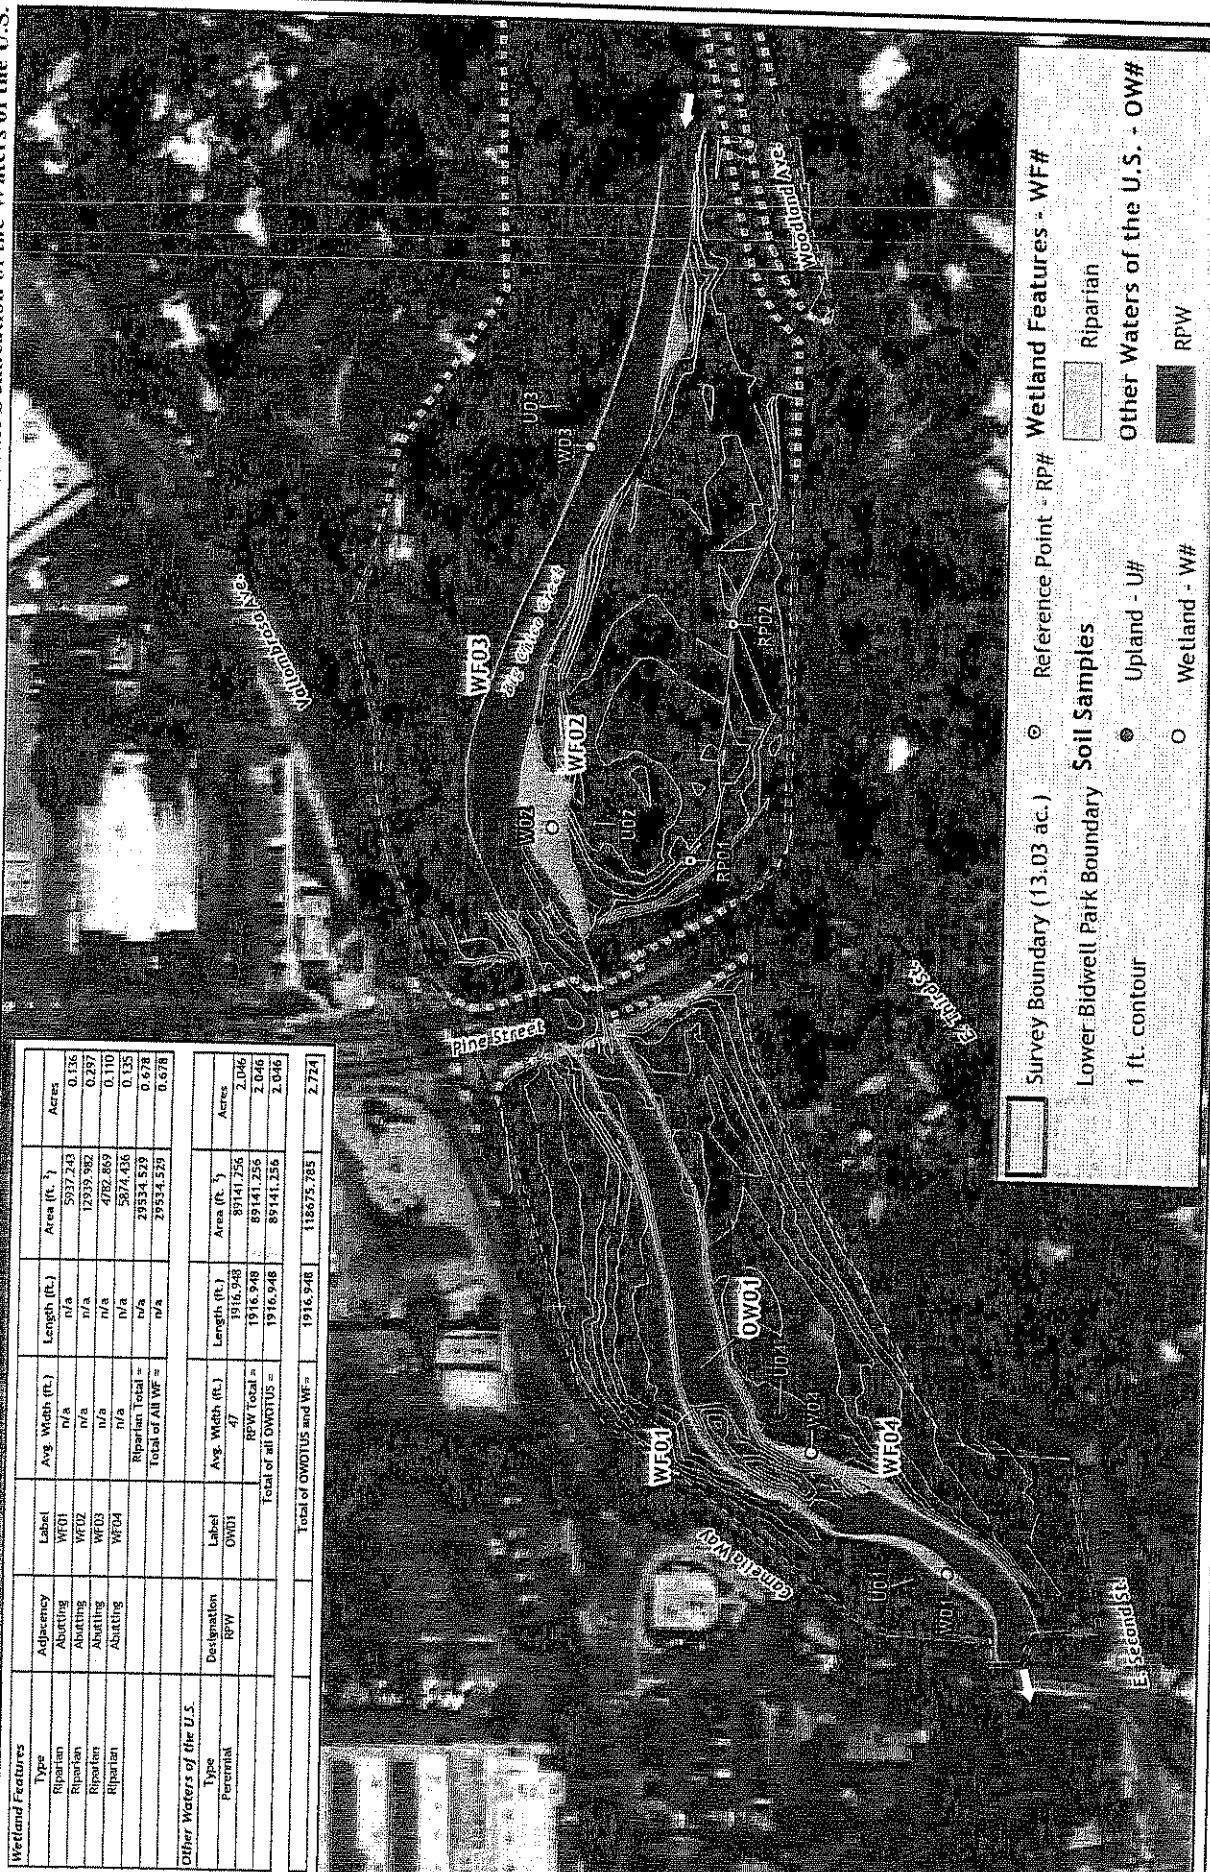 Delineation of the Waters of the U.S.
Wetland Features
Type Adjacency Label Avg. Width (ft.) Length (ft.) Area (ft. ²) Acres
Riparian Abutting WF01 n/a n/a 5937.243 0.136
Riparian Abutting WF02 n/a n/a 12939.982 0.297
Riparian Abutting WF03 n/a n/a 4782.869 0.110
Riparian Abutting WF04 n/a n/a 5874.436 0.135
Riparian Total = n/a 29534.529 0.678
Total of All WF = n/a 29534.529 0.678
Other Waters of the U.S.
Type Designation Label Avg. Width (ft.) Length (ft.) Area (ft. ²) Acres
Perennial RPW OW01 47 1916.948 89141.256 2.046
RPW Total = 1916.948 89141.256 2.046
Total of all OWOTUS = 1916.948 89141.256 2.046
Total of OWOTUS and WF = 1916.948 118675.785 2.724
Vallombrosa Ave.
Woodland Ave.
U03
W03
WF03
Big Chico Creek
WF02
W02
U02
RP02
RP01
Pine Street
E. Third St.
OW01
U04
W04
WF01
WF04
Camelia Way
U01
W01
E. Second St.
Survey Boundary (13.03 ac.)
Lower Bidwell Park Boundary
1 ft. contour
Reference Point - RP#
Soil Samples
Upland - U#
Wetland - W#
Wetland Features - WF#
Riparian
Other Waters of the U.S. - OW#
RPW